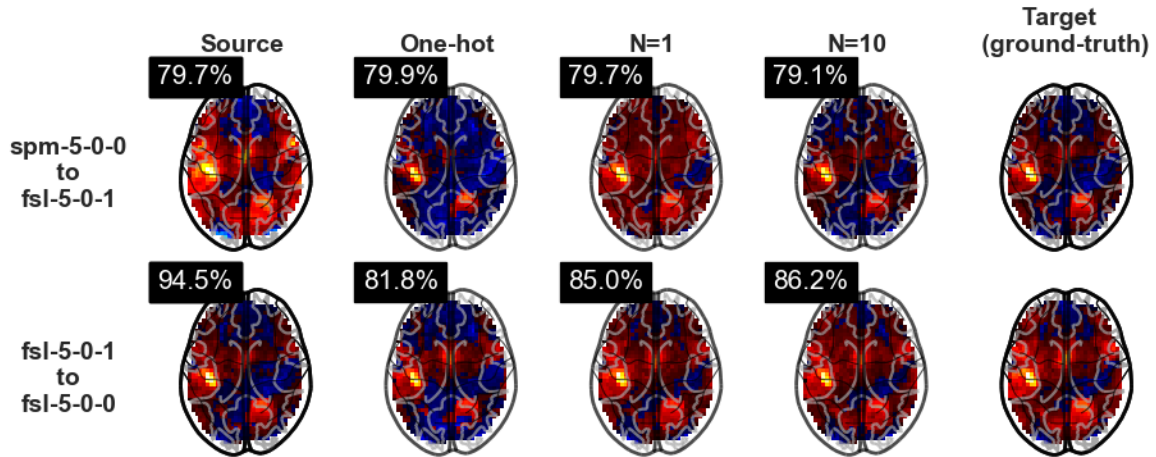 Source
One-hot
N=1
N=10
Target
(ground-truth)
spm-5-0-0
to
fsl-5-0-1
79.7%
79.9%
79.7%
79.1%
fsl-5-0-1
to
fsl-5-0-0
94.5%
81.8%
85.0%
86.2%